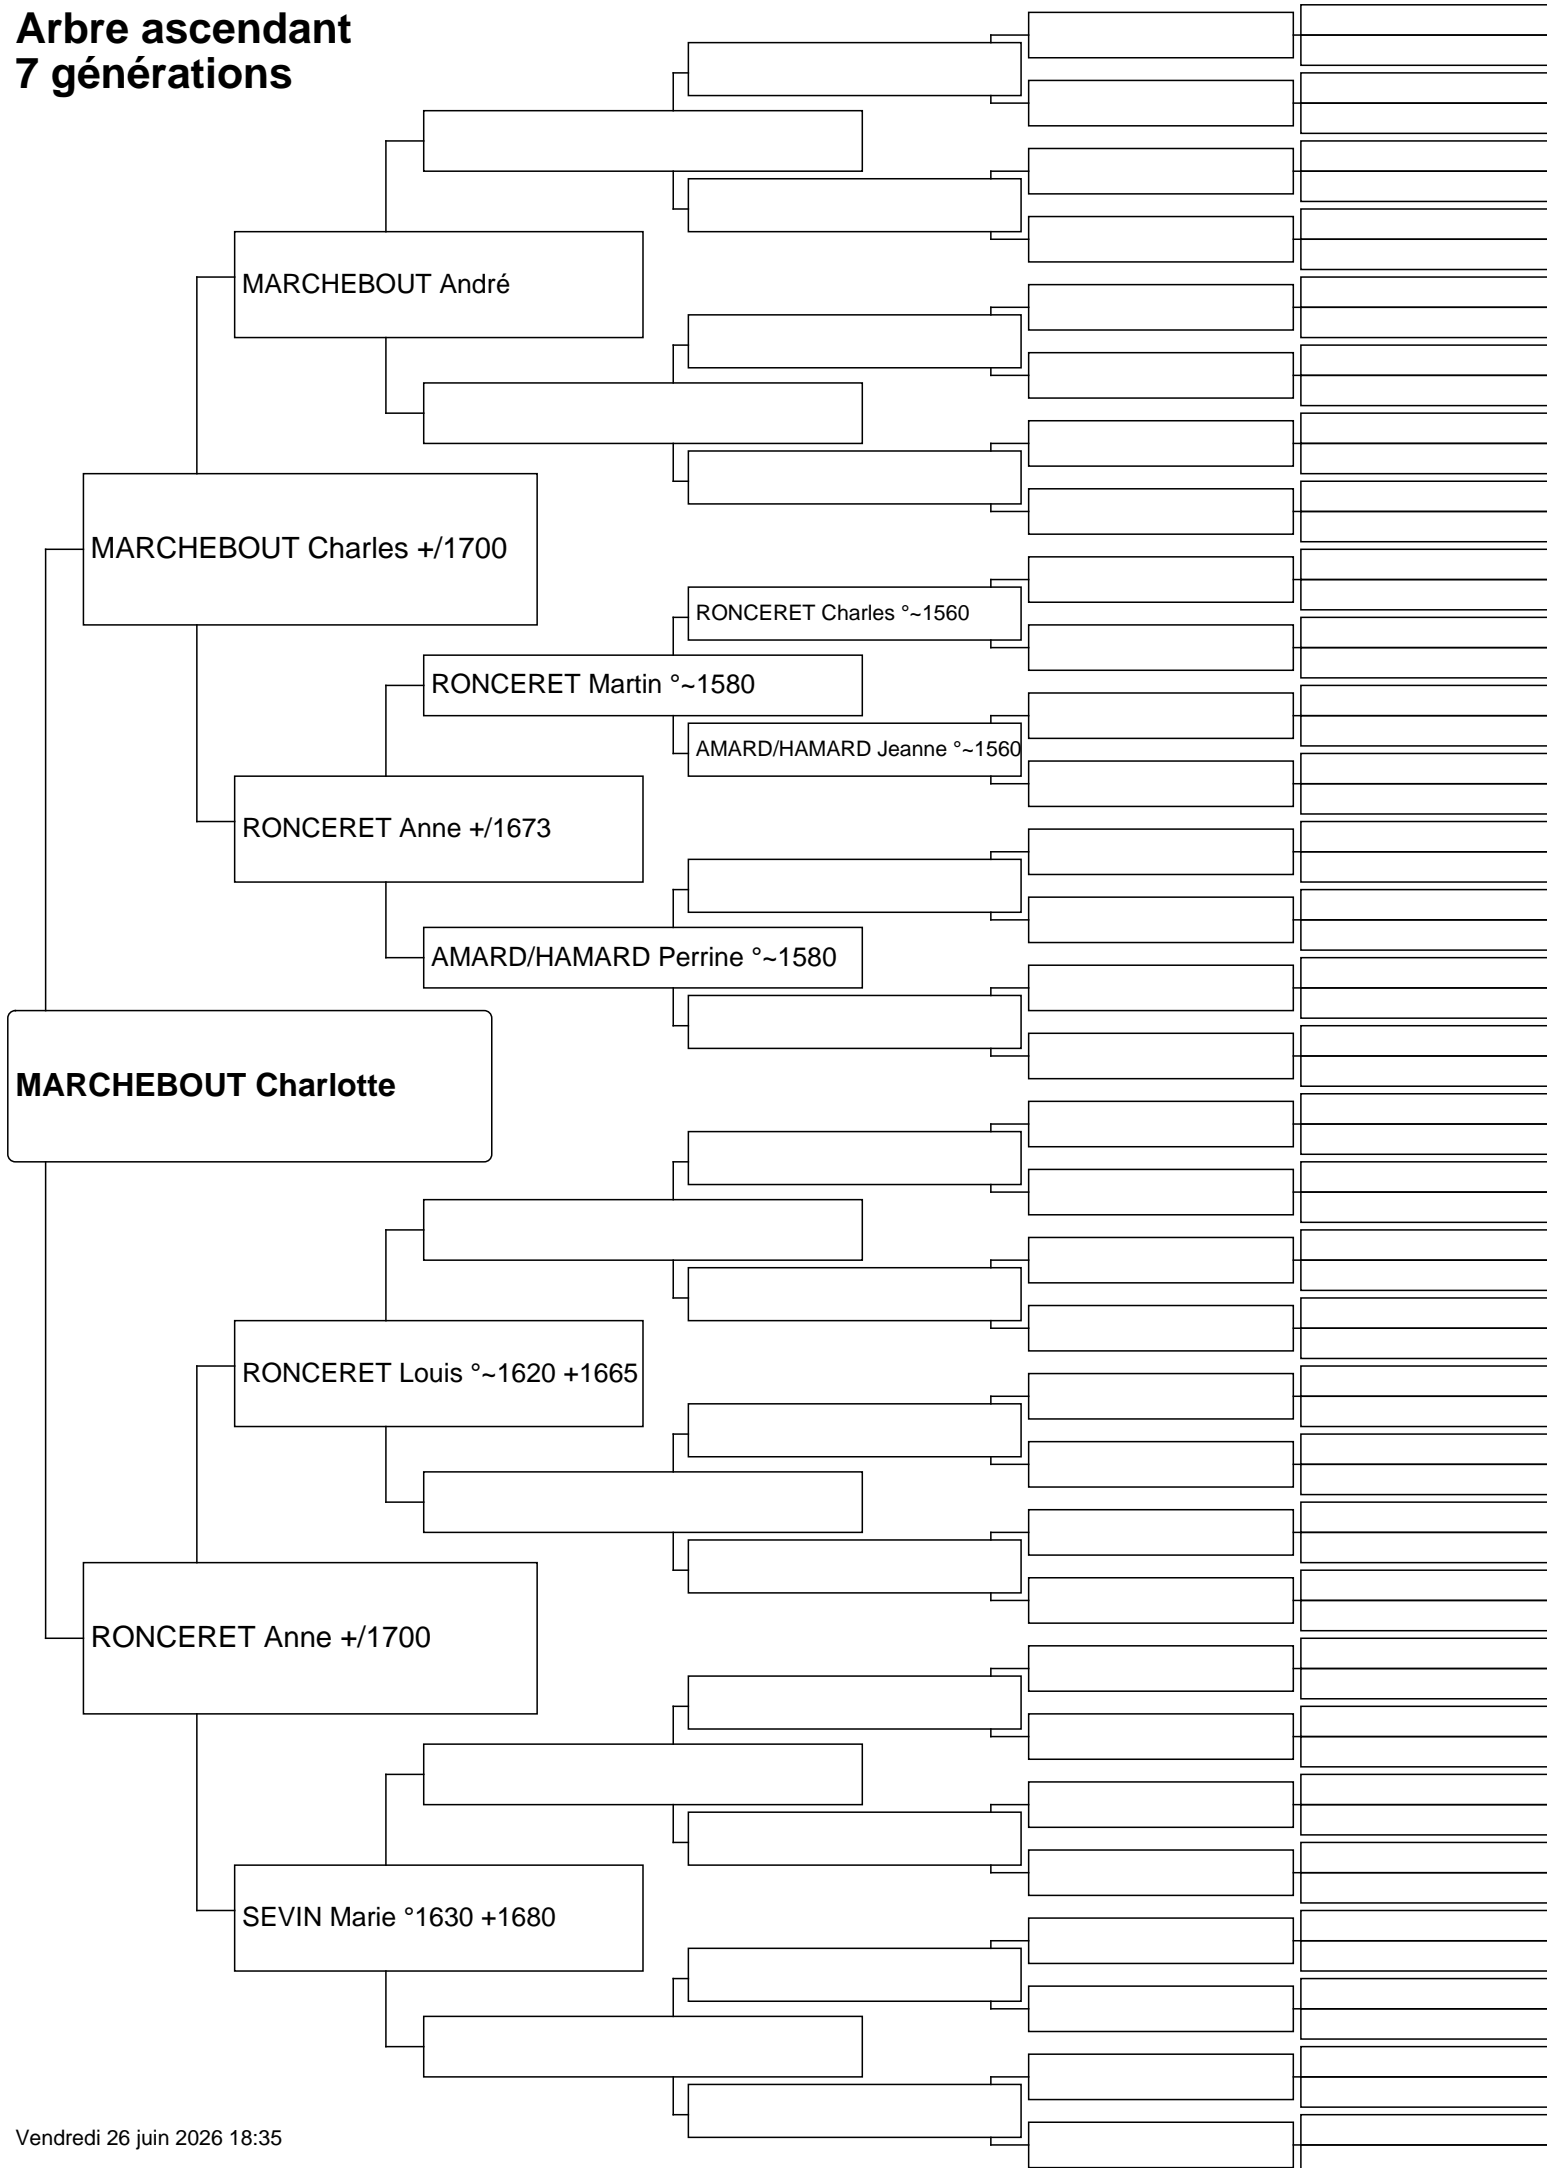 Arbre ascendant
7 générations
MARCHEBOUT André
MARCHEBOUT Charles +/1700
RONCERET Charles °~1560
RONCERET Martin °~1580
AMARD/HAMARD Jeanne °~1560
RONCERET Anne +/1673
AMARD/HAMARD Perrine °~1580
MARCHEBOUT Charlotte
RONCERET Louis °~1620 +1665
RONCERET Anne +/1700
SEVIN Marie °1630 +1680
Vendredi 26 juin 2026 18:35